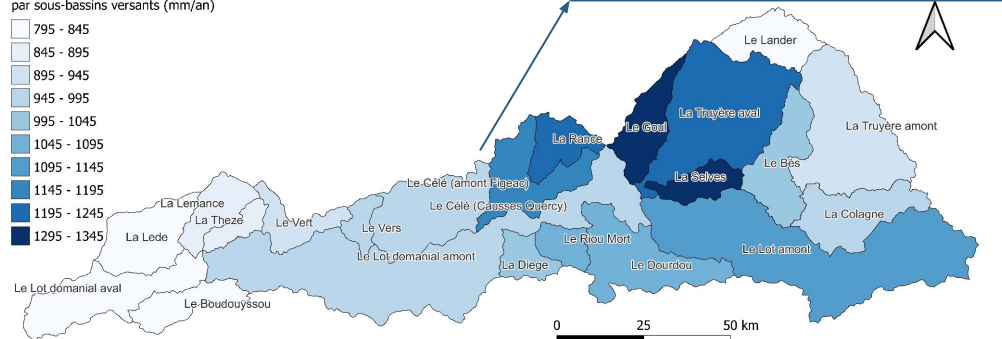 par sous-bassins versants (mm/an)
795 - 845
845 - 895
895 - 945
945 - 995
995 - 1045
1045 - 1095
1095 - 1145
1145 - 1195
1195 - 1245
1295 - 1345
Le Lander
La Truyère aval
Le Goul
La Truyère amont
La Rance
Le Bès
La Selves
Le Célé (amont Figeac)
La Lemance
Le Célé (Causses Quercy)
La Colagne
La Theze
Le Vert
Le Vers
La Lede
Le Riou Mort
Le Lot amont
Le Lot domanial amont
La Diege
Le Dourdou
Le Lot domanial aval
Le Boudouyssou
0 25 50 km